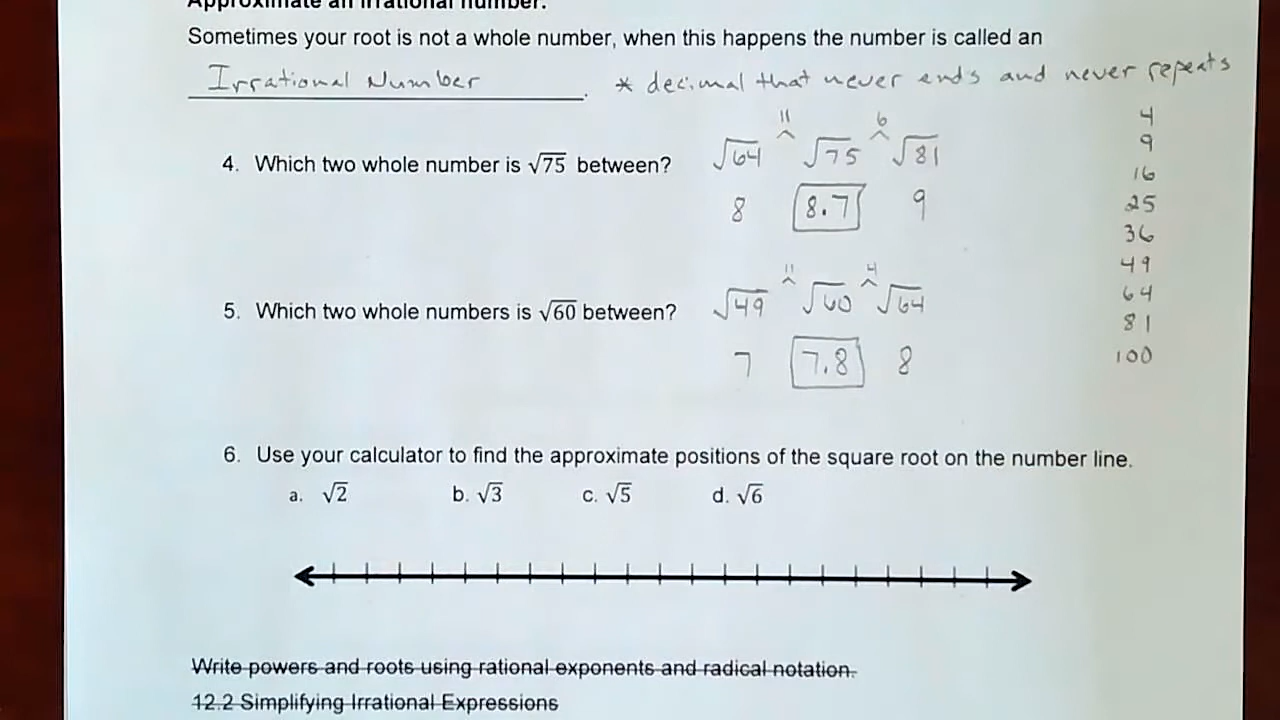 Approximate an irrational number.
Sometimes your root is not a whole number, when this happens the number is called an
Irrational Number. * decimal that never ends and never repeats
4. Which two whole number is √75 between?
11 6
√64 √75 √81
8 8.7 9
5. Which two whole numbers is √60 between?
11 4
√49 √60 √64
7 7.8 8
4
9
16
25
36
49
64
81
100
6. Use your calculator to find the approximate positions of the square root on the number line.
a. √2 b. √3 c. √5 d. √6
Write powers and roots using rational exponents and radical notation.
12.2 Simplifying Irrational Expressions